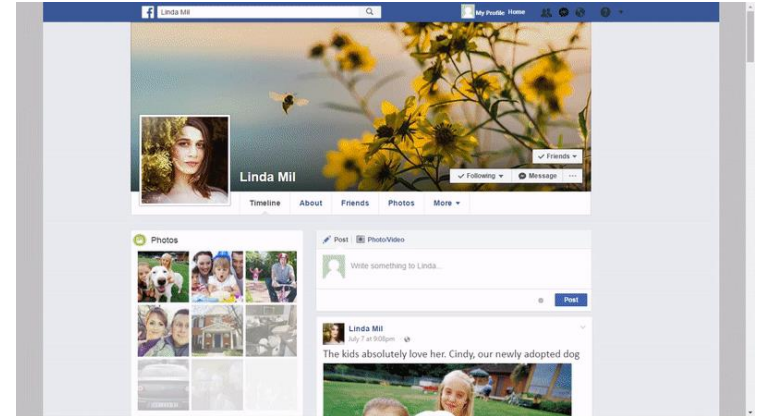 f
Linda Mil
My Profile Home
Linda Mil
Friends
Following
Message
Timeline About Friends Photos More
Photos
Post Photo/Video
Write something to Linda...
Post
Linda Mil
July 7 at 9:06pm
The kids absolutely love her. Cindy, our newly adopted dog